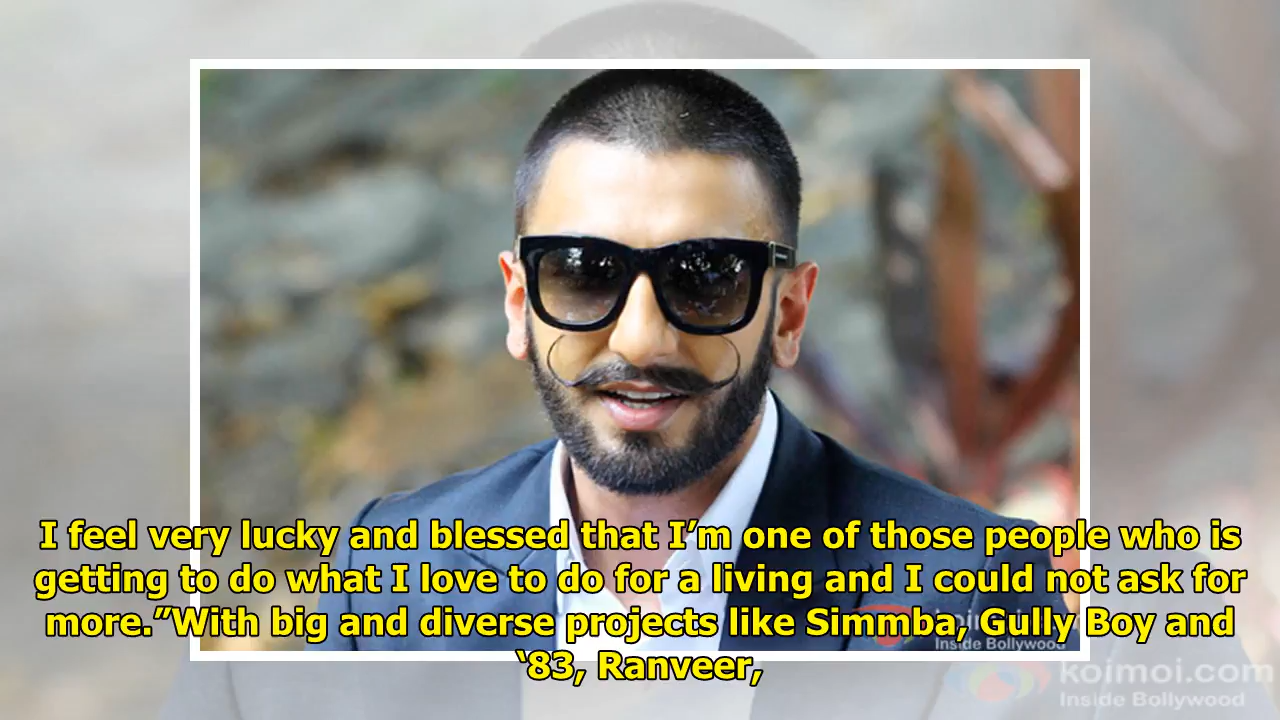 I feel very lucky and blessed that I’m one of those people who is
getting to do what I love to do for a living and I could not ask for
more.”With big and diverse projects like Simmba, Gully Boy and
‘83, Ranveer,
Inside Bollywood
koimoi.com
Inside Bollywood